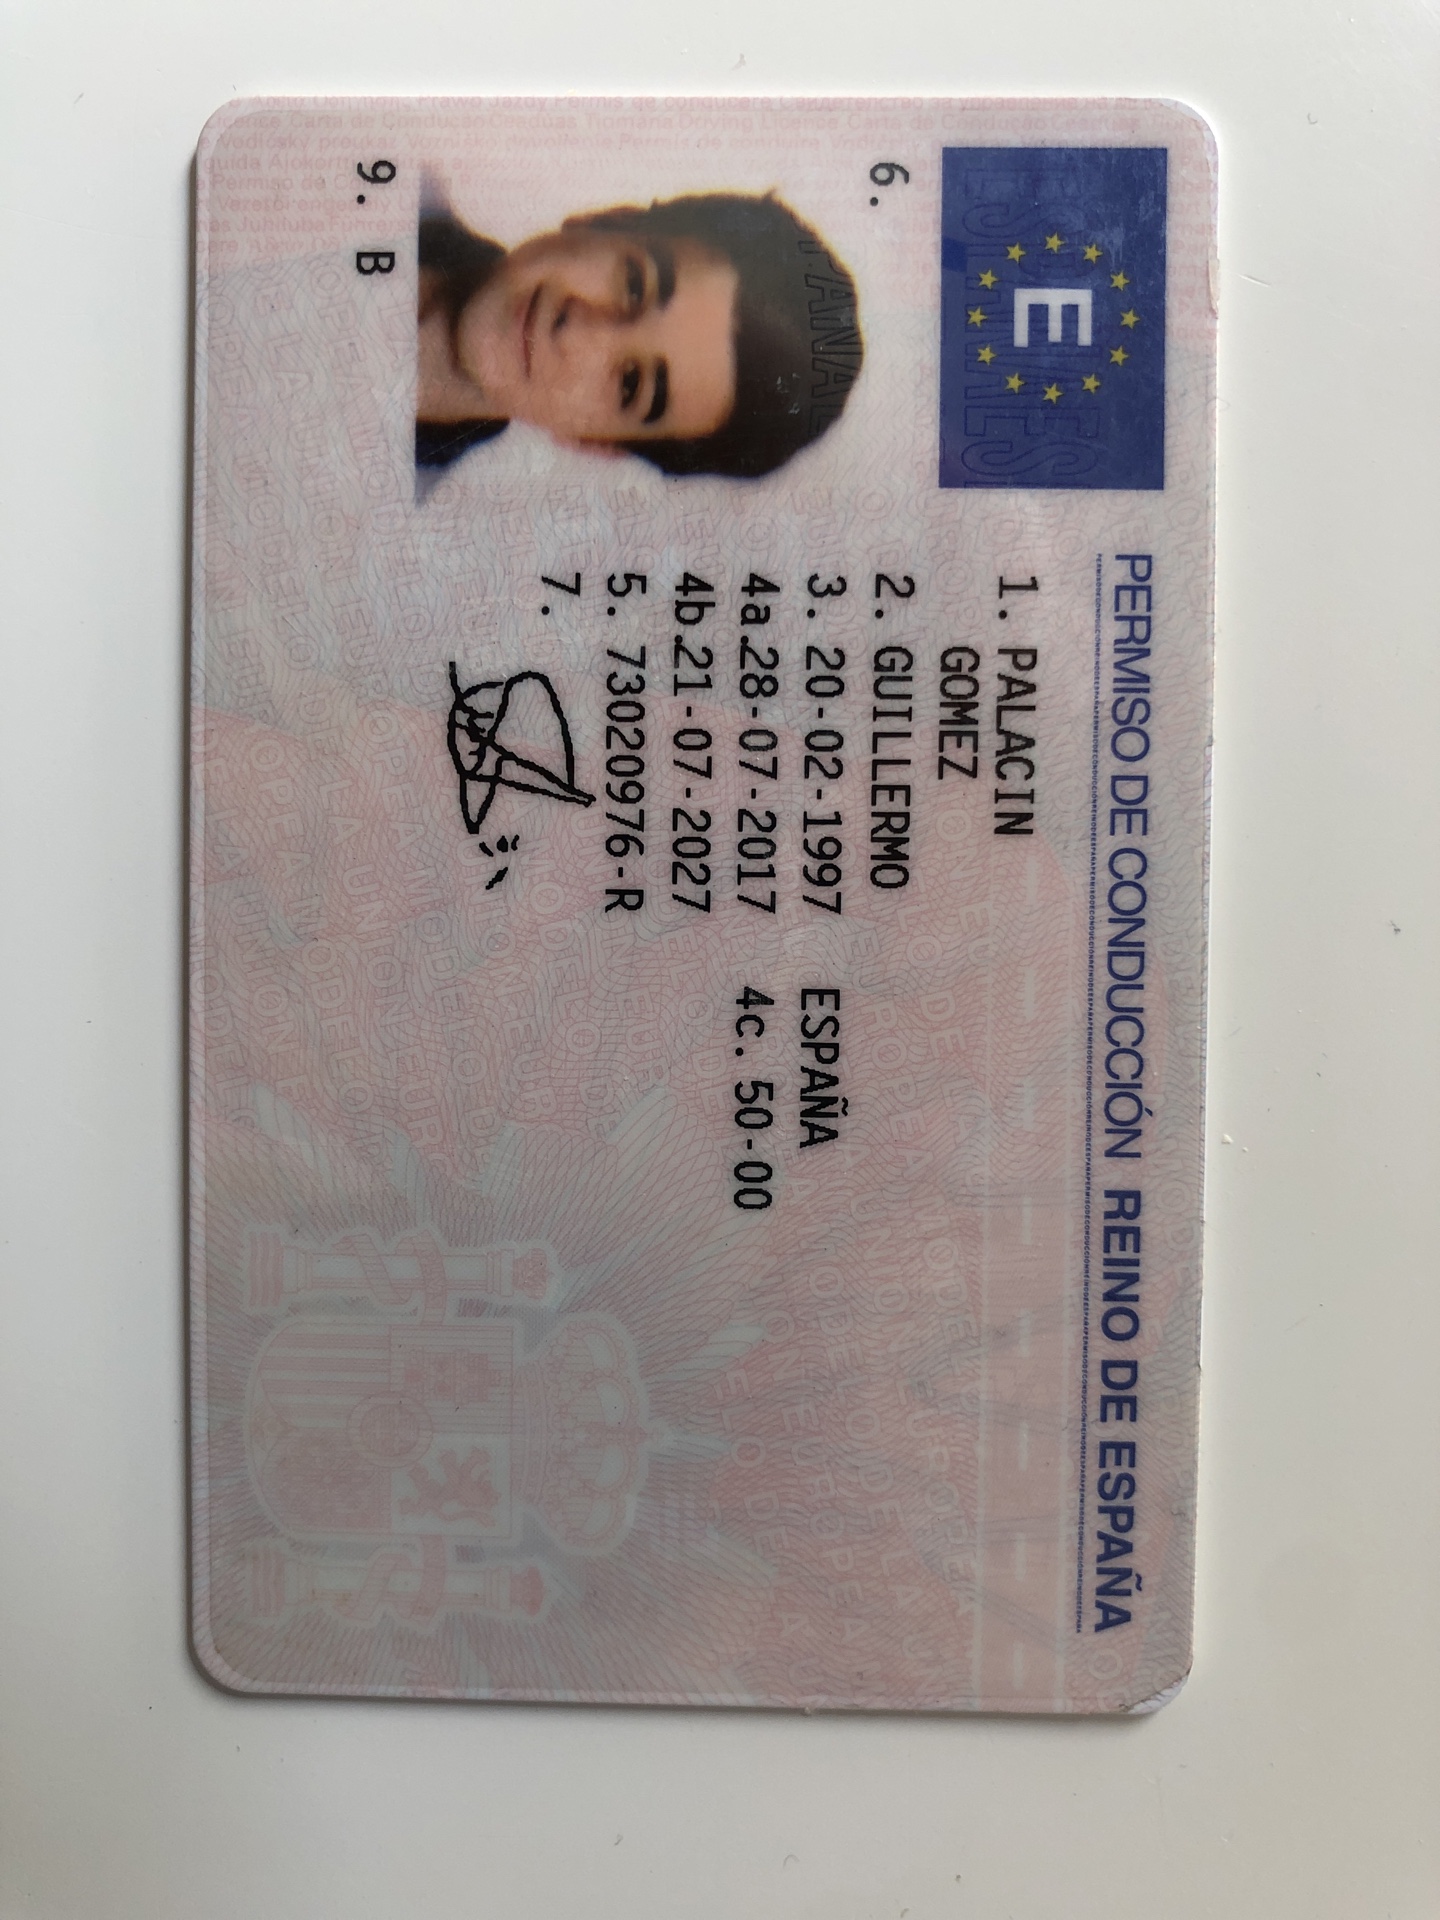 E
PERMISO DE CONDUCCIÓN REINO DE ESPAÑA
1. PALACIN
GOMEZ
2. GUILLERMO
3. 20-02-1997 ESPAÑA
4a.28-07-2017 4c. 50-00
4b.21-07-2027
5. 73020976-R
7.
6.
9. B